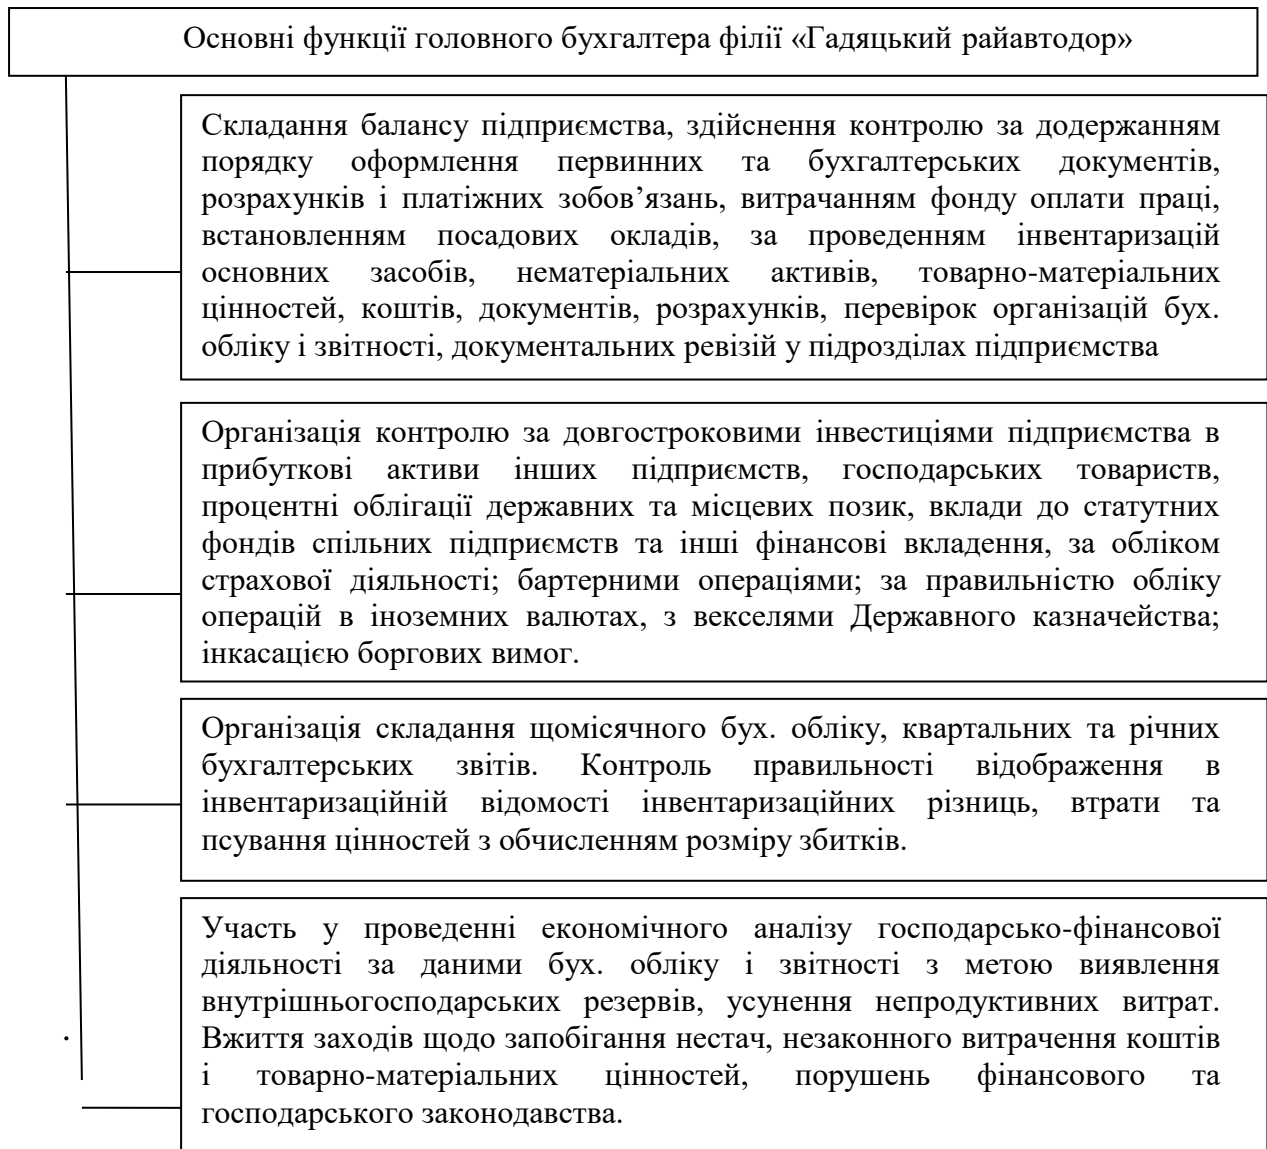 Основні функції головного бухгалтера філії «Гадяцький райавтодор»
Складання балансу підприємства, здійснення контролю за додержанням
порядку оформлення первинних та бухгалтерських документів,
розрахунків і платіжних зобов’язань, витрачанням фонду оплати праці,
встановленням посадових окладів, за проведенням інвентаризацій
основних засобів, нематеріальних активів, товарно-матеріальних
цінностей, коштів, документів, розрахунків, перевірок організацій бух.
обліку і звітності, документальних ревізій у підрозділах підприємства
Організація контролю за довгостроковими інвестиціями підприємства в
прибуткові активи інших підприємств, господарських товариств,
процентні облігації державних та місцевих позик, вклади до статутних
фондів спільних підприємств та інші фінансові вкладення, за обліком
страхової діяльності; бартерними операціями; за правильністю обліку
операцій в іноземних валютах, з векселями Державного казначейства;
інкасацією боргових вимог.
Організація складання щомісячного бух. обліку, квартальних та річних
бухгалтерських звітів. Контроль правильності відображення в
інвентаризаційній відомості інвентаризаційних різниць, втрати та
псування цінностей з обчисленням розміру збитків.
Участь у проведенні економічного аналізу господарсько-фінансової
діяльності за даними бух. обліку і звітності з метою виявлення
внутрішньогосподарських резервів, усунення непродуктивних витрат.
Вжиття заходів щодо запобігання нестач, незаконного витрачення коштів
і товарно-матеріальних цінностей, порушень фінансового та
господарського законодавства.
.